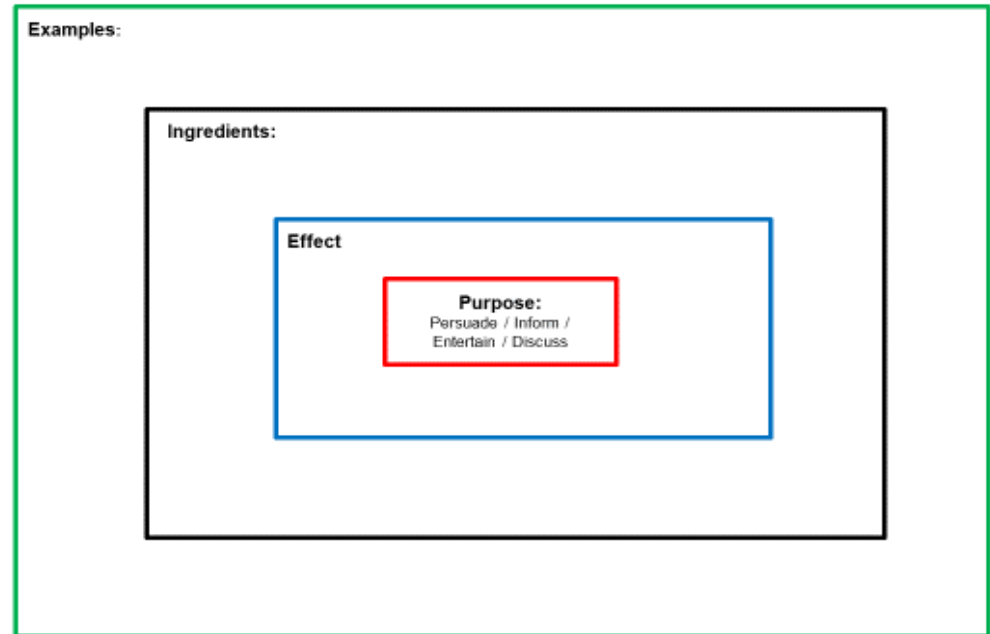 Examples:
Ingredients:
Effect
Purpose:
Persuade / Inform /
Entertain / Discuss